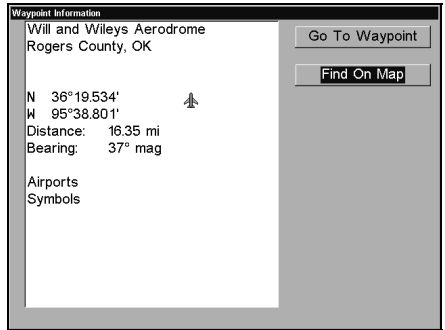 Waypoint Information
Will and Wileys Aerodrome
Rogers County, OK
N 36°19.534'
W 95°38.801'
Distance: 16.35 mi
Bearing: 37° mag
Airports
Symbols
Go To Waypoint
Find On Map